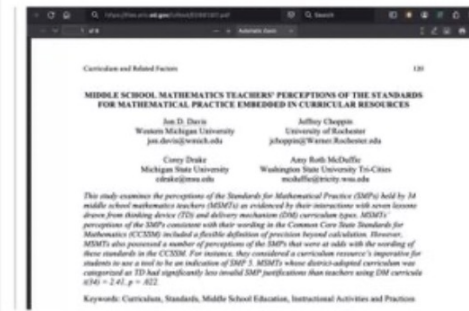 Search
Curriculum and Related Factors 120
MIDDLE SCHOOL MATHEMATICS TEACHERS' PERCEPTIONS OF THE STANDARDS
FOR MATHEMATICAL PRACTICE EMBEDDED IN CURRICULAR RESOURCES
Jon D. Davis Jeffrey Choppin
Western Michigan University University of Rochester
jon.davis@wmich.edu jchoppin@Warner.Rochester.edu
Corey Drake Amy Roth McDuffie
Michigan State University Washington State University Tri-Cities
cdrake@msu.edu mcduffie@tricity.wsu.edu
This study examines the perceptions of the Standards for Mathematical Practice (SMPs) held by 34
middle school mathematics teachers (MSMTs) as evidenced by their interactions with seven lessons
drawn from thinking device (TD) and delivery mechanism (DM) curriculum types. MSMTs'
perceptions of the SMPs consistent with their wording in the Common Core State Standards for
Mathematics (CCSSM) included a flexible definition of precision beyond calculation. However,
MSMTs also possessed a number of perceptions of the SMPs that were at odds with the wording of
these standards in the CCSSM. For instance, they considered a curriculum resource's imperative for
students to use a tool to be an indication of SMP 5. MSMTs whose district-adopted curriculum was
categorized as TD had significantly less invalid SMP justifications than teachers using DM curricula
t(34) = 2.41, p = .022.
Keywords: Curriculum, Standards, Middle School Education, Instructional Activities and Practices